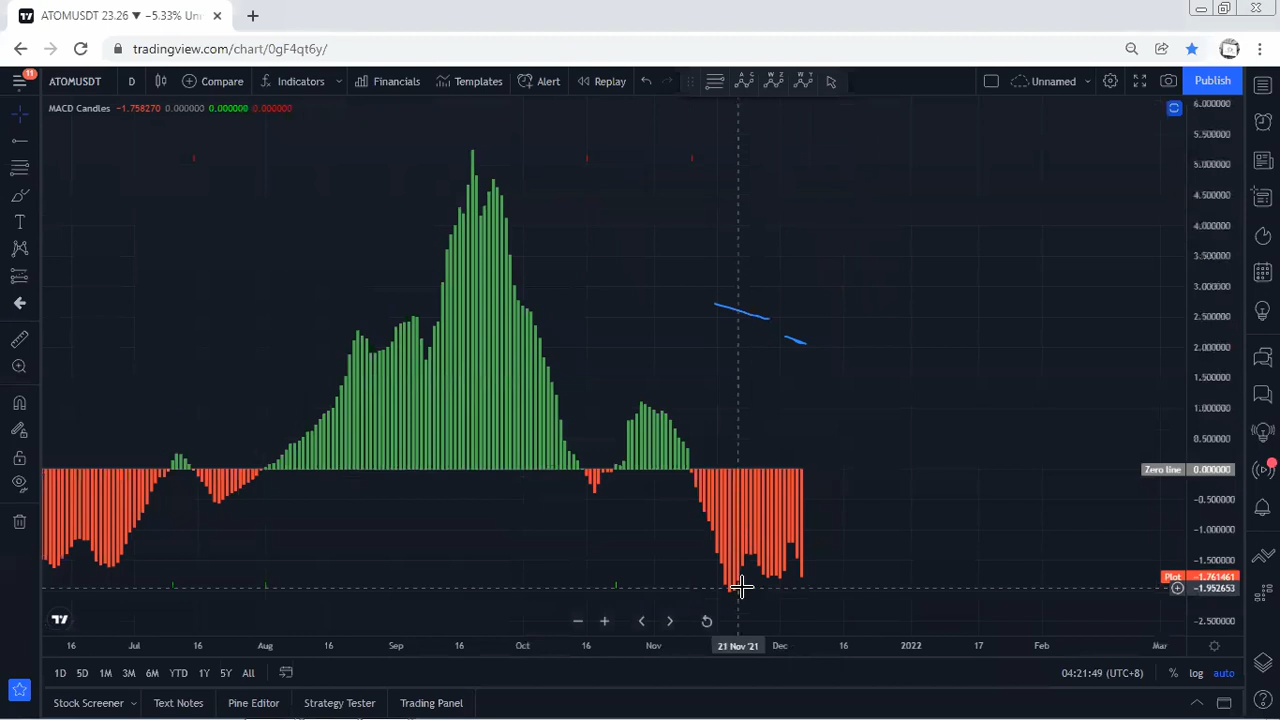 ATOMUSDT 23.26 ▼ −5.33%
tradingview.com/chart/0gF4qt6y/
11
ATOMUSDT D Compare Indicators Financials Templates Alert Replay Unnamed Publish
MACD Candles −1.758270 0.000000 0.000000 0.000000
6.000000
5.500000
5.000000
4.500000
4.000000
3.500000
3.000000
2.500000
2.000000
1.500000
1.000000
0.500000
Zero line 0.000000
−0.500000
−1.000000
−1.500000
Plot −1.761461
−1.952653
−2.500000
16 Jul 16 Aug 16 Sep 16 Oct 16 Nov 21 Nov '21 Dec 16 2022 Feb Mar
1D 5D 1M 3M 6M YTD 1Y 5Y All 04:21:49 (UTC+8) % log auto
Stock Screener Text Notes Pine Editor Strategy Tester Trading Panel